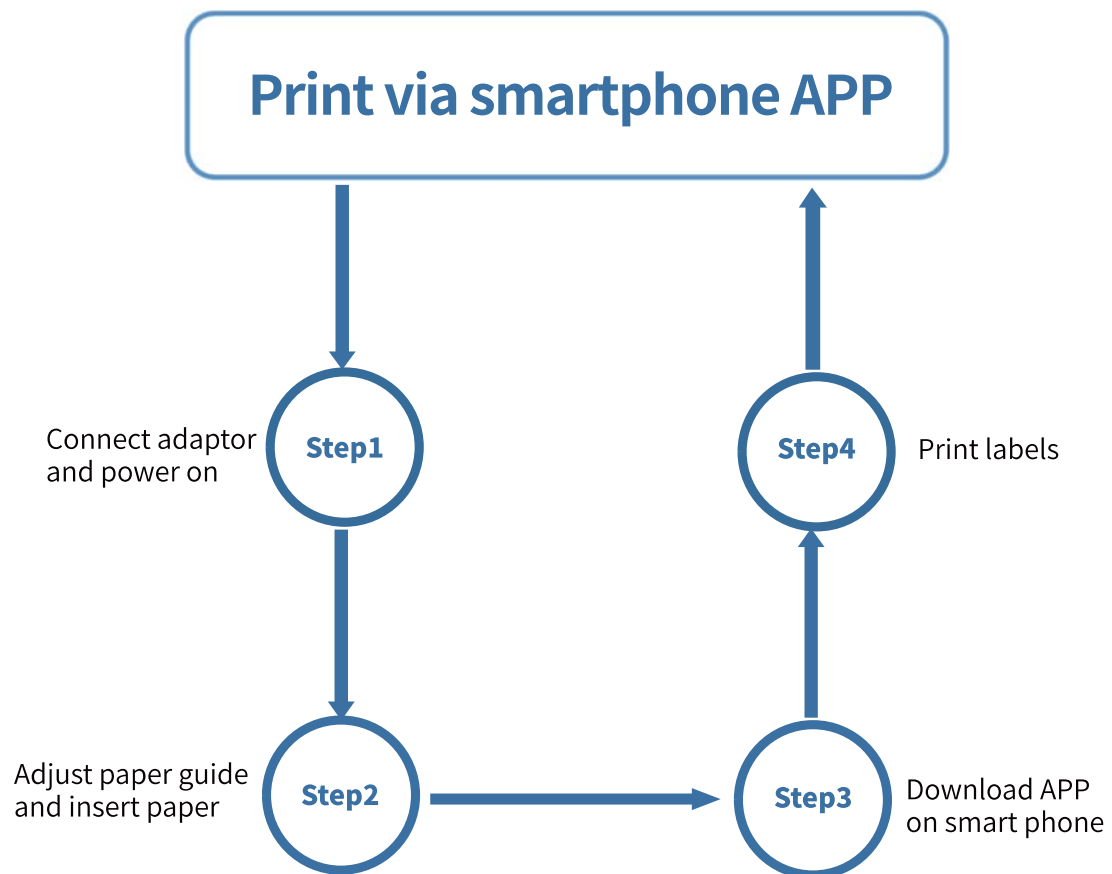 Print via smartphone APP
Step1
Connect adaptor
and power on
Step2
Adjust paper guide
and insert paper
Step3
Download APP
on smart phone
Step4
Print labels